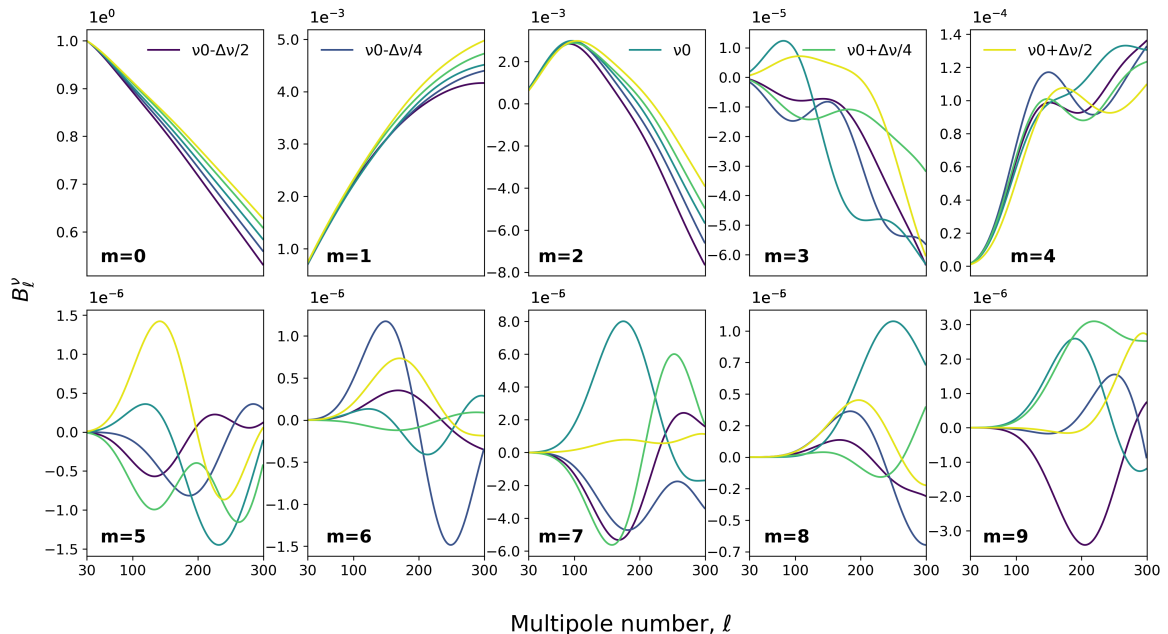 1e0 1e−3 1e−3 1e−5 1e−4
ν0-Δν/2 ν0-Δν/4 ν0 ν0+Δν/4 ν0+Δν/2
1.0 0.9 0.8 0.7 0.6
m=0
5.0 4.0 3.0 2.0 1.0
m=1
2.0 0.0 −2.0 −4.0 −6.0 −8.0
m=2
1.0 0.0 −1.0 −2.0 −3.0 −4.0 −5.0 −6.0
m=3
1.4 1.2 1.0 0.8 0.6 0.4 0.2 0.0
m=4
B_ℓ^ν
1e−6 1e−6 1e−6 1e−6 1e−6
1.5 1.0 0.5 0.0 −0.5 −1.0 −1.5
m=5
30 100 200 300
1.0 0.5 0.0 −0.5 −1.0 −1.5
m=6
30 100 200 300
8.0 6.0 4.0 2.0 0.0 −2.0 −4.0 −6.0
m=7
30 100 200 300
1.0 0.8 0.5 0.2 0.0 −0.2 −0.5 −0.7
m=8
30 100 200 300
3.0 2.0 1.0 0.0 −1.0 −2.0 −3.0
m=9
30 100 200 300
Multipole number, ℓ